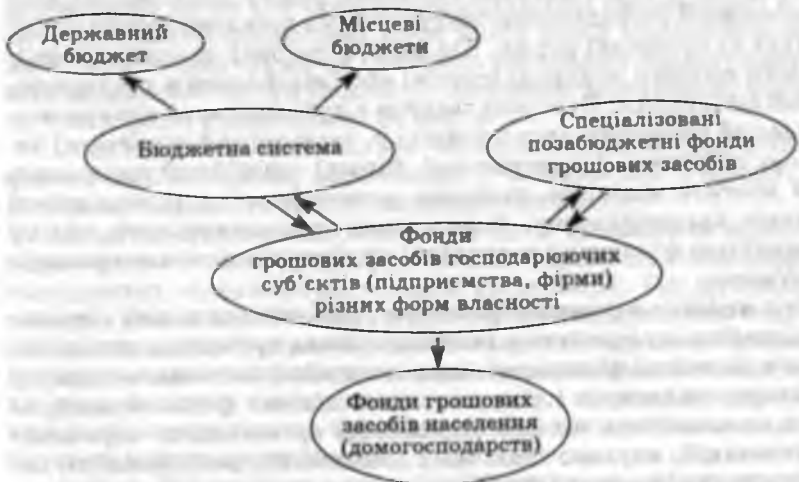 Державний
бюджет
Місцеві
бюджети
Бюджетна система
Спеціалізовані
позабюджетні фонди
грошових засобів
Фонди
грошових засобів господарюючих
суб’єктів (підприємства, фірми)
різних форм власності
Фонди грошових
засобів населення
(домогосподарств)